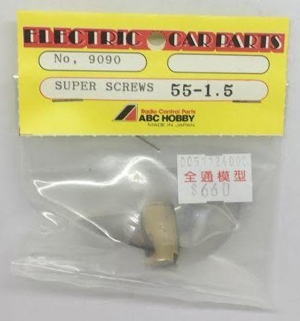 ELECTRIC CAR PARTS
No, 9090
SUPER SCREWS 55-1.5
Radio Control Parts
ABC HOBBY
MADE IN JAPAN
全通模型
$660